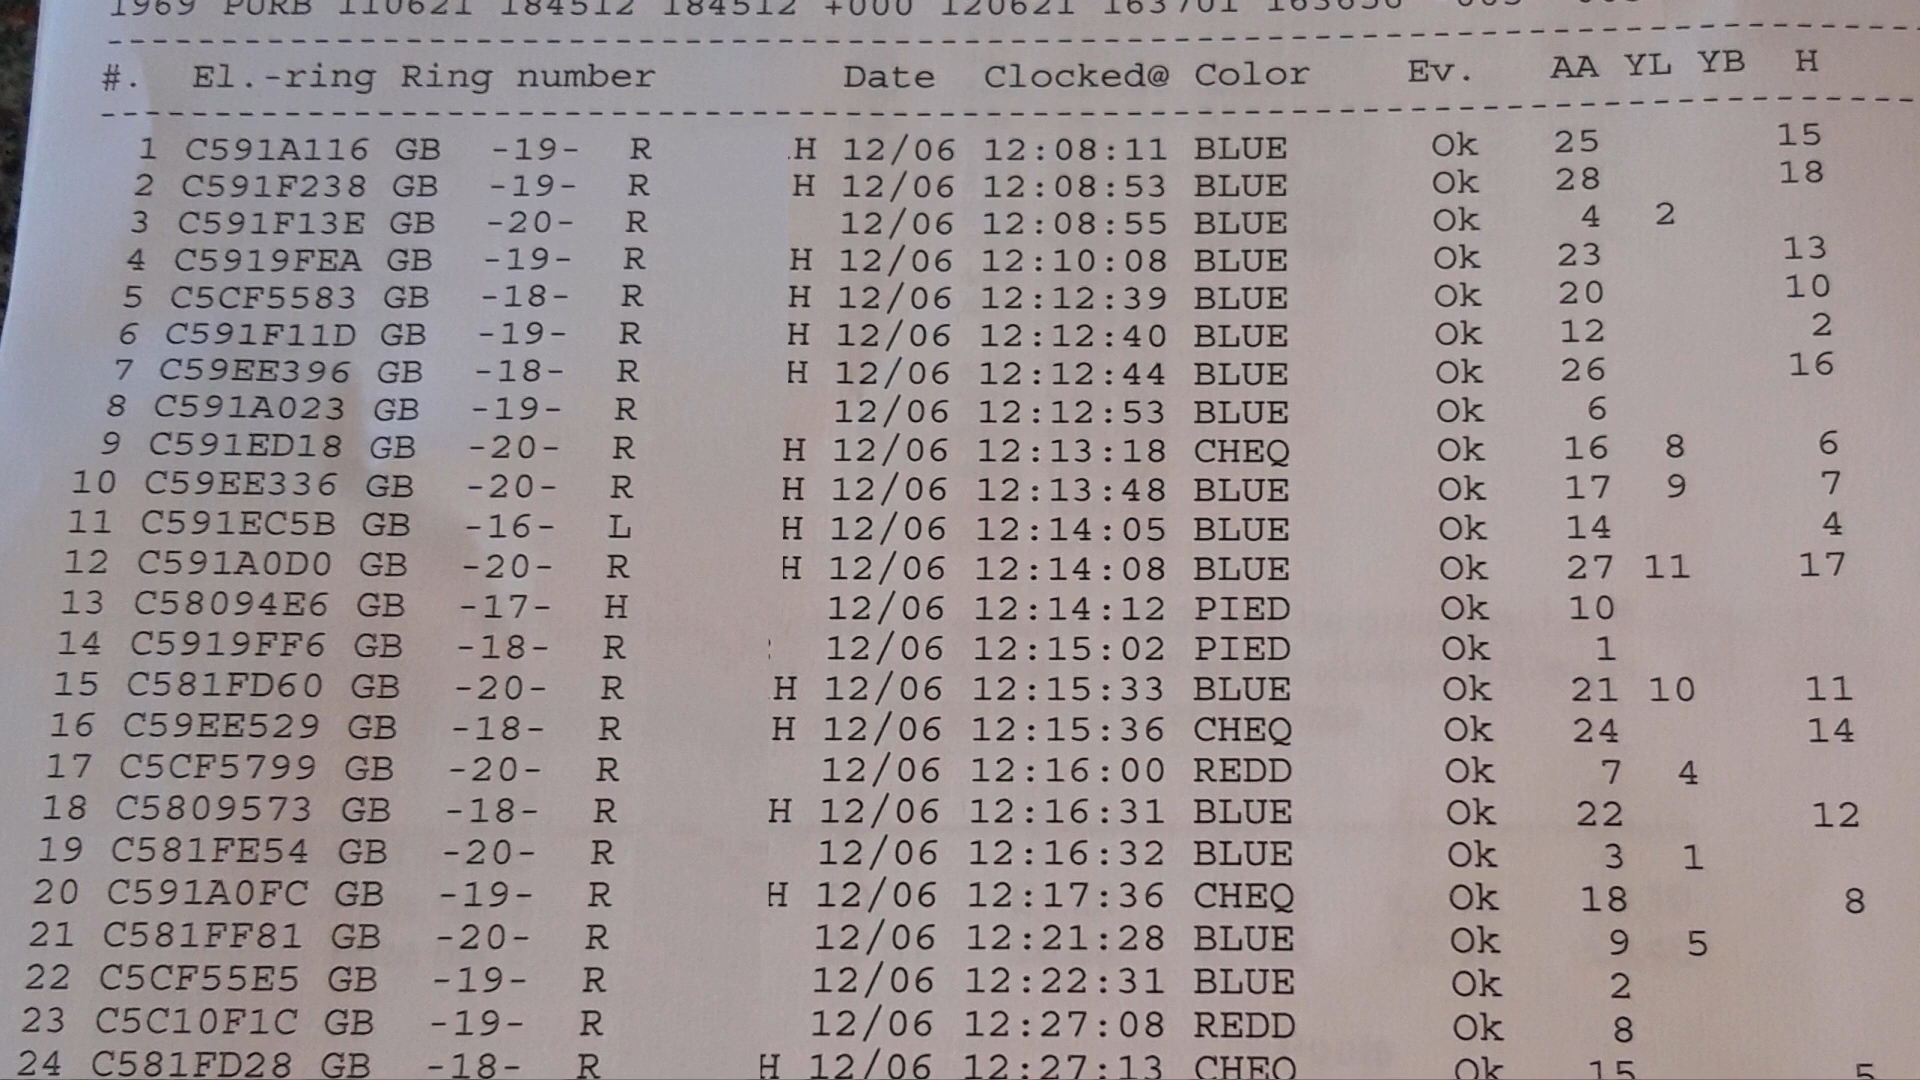 1969 PURB 110621 184512 184512 +000 120621 163701
#. El.-ring Ring number Date Clocked@ Color Ev. AA YL YB H
1 C591A116 GB -19- R H 12/06 12:08:11 BLUE Ok 25 15
2 C591F238 GB -19- R H 12/06 12:08:53 BLUE Ok 28 18
3 C591F13E GB -20- R 12/06 12:08:55 BLUE Ok 4 2
4 C5919FEA GB -19- R H 12/06 12:10:08 BLUE Ok 23 13
5 C5CF5583 GB -18- R H 12/06 12:12:39 BLUE Ok 20 10
6 C591F11D GB -19- R H 12/06 12:12:40 BLUE Ok 12 2
7 C59EE396 GB -18- R H 12/06 12:12:44 BLUE Ok 26 16
8 C591A023 GB -19- R 12/06 12:12:53 BLUE Ok 6
9 C591ED18 GB -20- R H 12/06 12:13:18 CHEQ Ok 16 8 6
10 C59EE336 GB -20- R H 12/06 12:13:48 BLUE Ok 17 9 7
11 C591EC5B GB -16- L H 12/06 12:14:05 BLUE Ok 14 4
12 C591A0D0 GB -20- R H 12/06 12:14:08 BLUE Ok 27 11 17
13 C58094E6 GB -17- H 12/06 12:14:12 PIED Ok 10
14 C5919FF6 GB -18- R 12/06 12:15:02 PIED Ok 1
15 C581FD60 GB -20- R H 12/06 12:15:33 BLUE Ok 21 10 11
16 C59EE529 GB -18- R H 12/06 12:15:36 CHEQ Ok 24 14
17 C5CF5799 GB -20- R 12/06 12:16:00 REDD Ok 7 4
18 C5809573 GB -18- R H 12/06 12:16:31 BLUE Ok 22 12
19 C581FE54 GB -20- R 12/06 12:16:32 BLUE Ok 3 1
20 C591A0FC GB -19- R H 12/06 12:17:36 CHEQ Ok 18 8
21 C581FF81 GB -20- R 12/06 12:21:28 BLUE Ok 9 5
22 C5CF55E5 GB -19- R 12/06 12:22:31 BLUE Ok 2
23 C5C10F1C GB -19- R 12/06 12:27:08 REDD Ok 8
24 C581FD28 GB -18- R H 12/06 12:27:13 CHEQ Ok 15 5